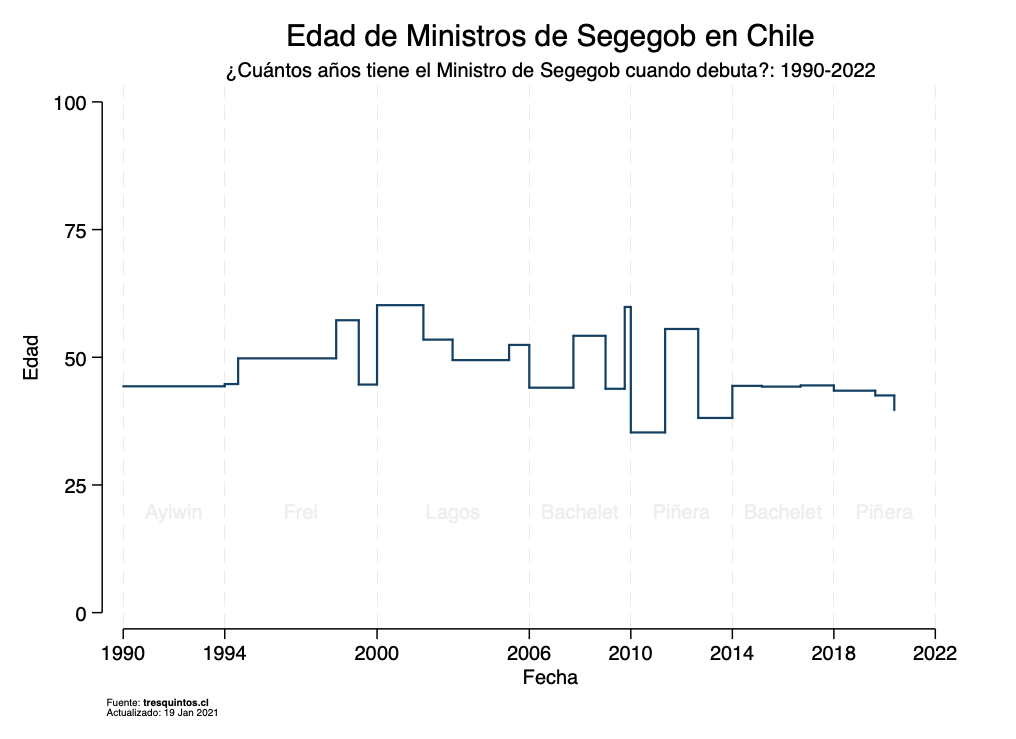 Edad de Ministros de Segegob en Chile
¿Cuántos años tiene el Ministro de Segegob cuando debuta?: 1990-2022
100
75
50
25
0
Edad
Aylwin Frei Lagos Bachelet Piñera Bachelet Piñera
1990 1994 2000 2006 2010 2014 2018 2022
Fecha
Fuente: tresquintos.cl
Actualizado: 19 Jan 2021